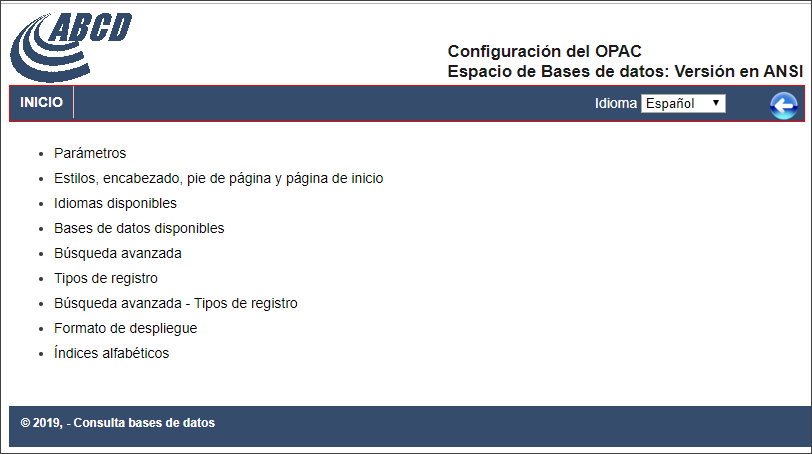 ABCD
Configuración del OPAC
Espacio de Bases de datos: Versión en ANSI
INICIO
Idioma Español
Parámetros
Estilos, encabezado, pie de página y página de inicio
Idiomas disponibles
Bases de datos disponibles
Búsqueda avanzada
Tipos de registro
Búsqueda avanzada - Tipos de registro
Formato de despliegue
Índices alfabéticos
© 2019, - Consulta bases de datos